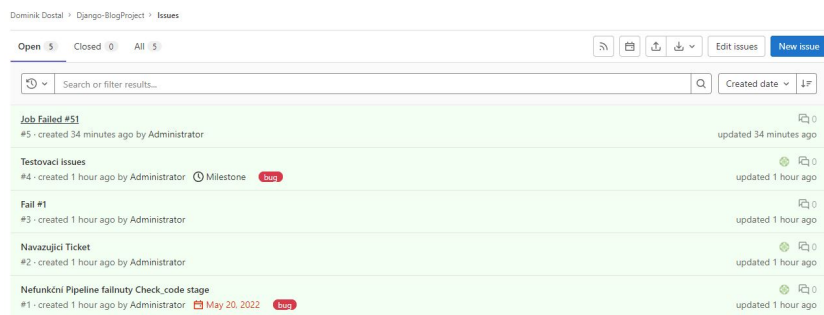 Dominik Dostal > Django-BlogProject > Issues
Open 5 Closed 0 All 5 Edit issues New issue
Search or filter results... Created date
Job Failed #51 0
#5 · created 34 minutes ago by Administrator updated 34 minutes ago
Testovaci issues 0
#4 · created 1 hour ago by Administrator Milestone bug updated 1 hour ago
Fail #1 0
#3 · created 1 hour ago by Administrator updated 1 hour ago
Navazujici Ticket 0
#2 · created 1 hour ago by Administrator updated 1 hour ago
Nefunkční Pipeline failnuty Check_code stage 0
#1 · created 1 hour ago by Administrator May 20, 2022 bug updated 1 hour ago